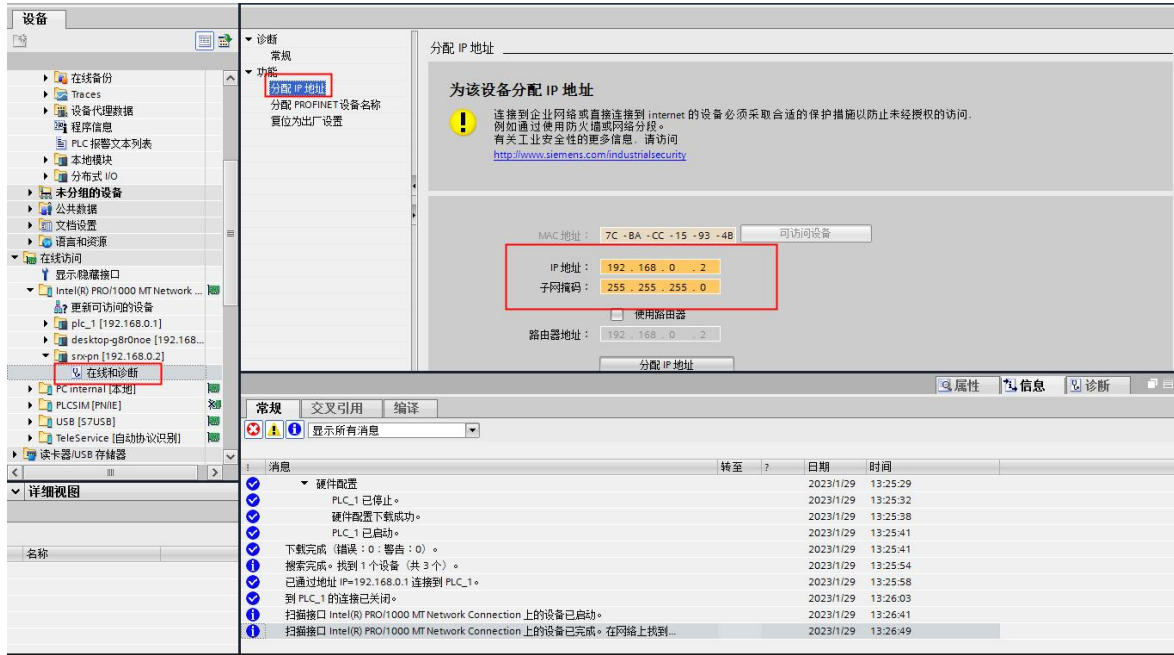 设备
在线备份
Traces
设备代理数据
程序信息
PLC 报警文本列表
本地模块
分布式 I/O
未分组的设备
公共数据
文档设置
语言和资源
在线访问
显示/隐藏接口
Intel(R) PRO/1000 MT Network ...
更新可访问的设备
plc_1 [192.168.0.1]
desktop-g8r0noe [192.168...
srx-pn [192.168.0.2]
在线和诊断
PC internal [本地]
PLCSIM [PN/IE]
USB [S7USB]
TeleService [自动协议识别]
读卡器/USB 存储器
详细视图
名称
诊断
常规
功能
分配 IP 地址
分配 PROFINET 设备名称
复位为出厂设置
分配 IP 地址
为该设备分配 IP 地址
连接到企业网络或直接连接到 internet 的设备必须采取合适的保护措施以防止未经授权的访问.
例如通过使用防火墙或网络分段。
有关工业安全性的更多信息，请访问
http://www.siemens.com/industrialsecurity
MAC 地址： 7C -BA -CC -15 -93 -4B 可访问设备
IP 地址： 192 . 168 . 0 . 2
子网掩码： 255 . 255 . 255 . 0
使用路由器
路由器地址： 192 . 168 . 0 . 2
分配 IP 地址
属性 信息 诊断
常规 交叉引用 编译
显示所有消息
! 消息 转至 ? 日期 时间
硬件配置 2023/1/29 13:25:29
PLC_1 已停止。 2023/1/29 13:25:32
硬件配置下载成功。 2023/1/29 13:25:38
PLC_1 已启动。 2023/1/29 13:25:41
下载完成（错误：0；警告：0）。 2023/1/29 13:25:41
搜索完成。找到 1 个设备（共 3 个）。 2023/1/29 13:25:54
已通过地址 IP=192.168.0.1 连接到 PLC_1。 2023/1/29 13:25:58
到 PLC_1 的连接已关闭。 2023/1/29 13:26:03
扫描接口 Intel(R) PRO/1000 MT Network Connection 上的设备已启动。 2023/1/29 13:26:41
扫描接口 Intel(R) PRO/1000 MT Network Connection 上的设备已完成。在网络上找到... 2023/1/29 13:26:49